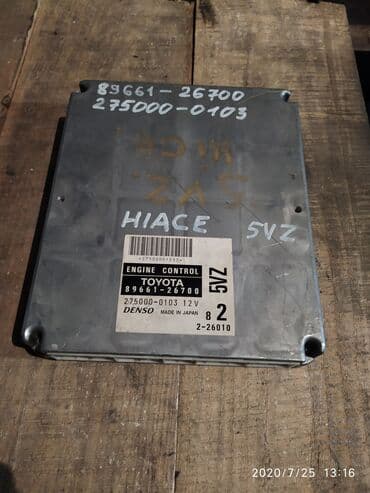 89661-26700
275000-0103
5VZ
HIACE 5VZ
ENGINE CONTROL
TOYOTA
89661-26700
5VZ
275000-0103 12V
DENSO MADE IN JAPAN
8 2
2-26010
2020/7/25 13:16